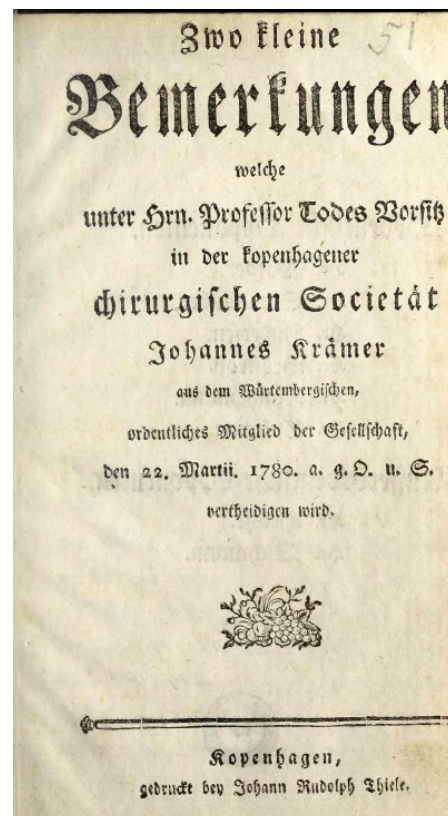 Zwo kleine 51
Bemerkungen
welche
unter Hrn. Professor Todes Vorsitz
in der kopenhagener
chirurgischen Societät
Johannes Krämer
aus dem Würtembergischen,
ordentliches Mitglied der Gesellschaft,
den 22. Martii. 1780. a. g. O. u. S.
vertheidigen wird.
Kopenhagen,
gedruckt bey Johann Rudolph Thiele.